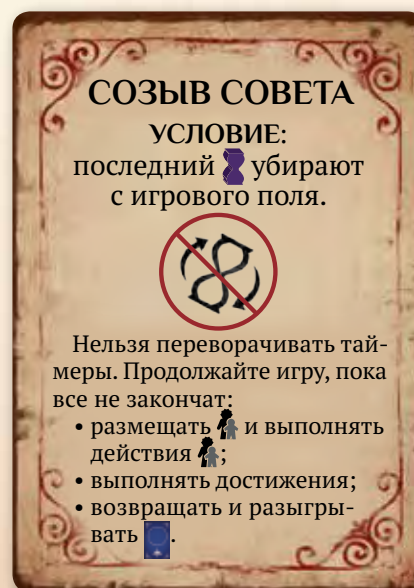 СОЗЫВ СОВЕТА
УСЛОВИЕ:
последний убирают
с игрового поля.
Нельзя переворачивать тай-
меры. Продолжайте игру, пока
все не закончат:
• размещать и выполнять
действия ;
• выполнять достижения;
• возвращать и разыгры-
вать .